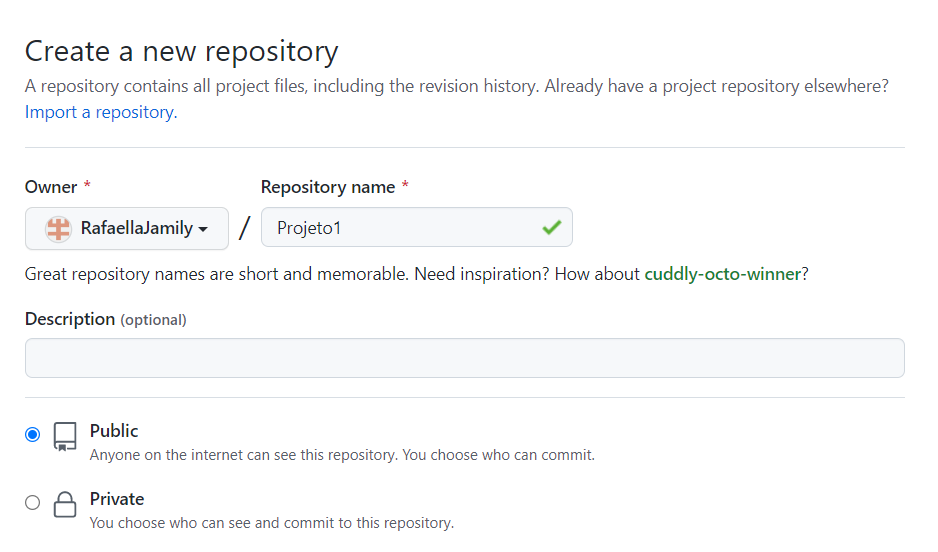 Create a new repository
A repository contains all project files, including the revision history. Already have a project repository elsewhere?
Import a repository.
Owner * Repository name *
RafaellaJamily / Projeto1
Great repository names are short and memorable. Need inspiration? How about cuddly-octo-winner?
Description (optional)
Public
Anyone on the internet can see this repository. You choose who can commit.
Private
You choose who can see and commit to this repository.